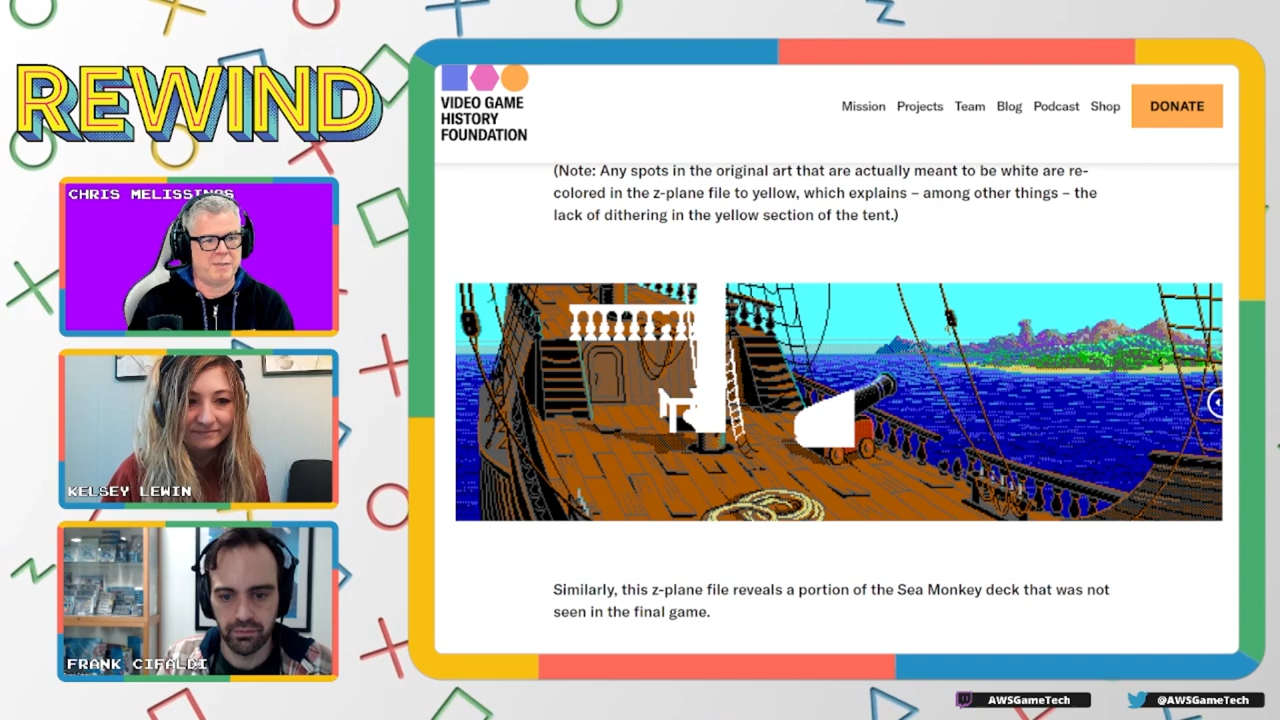 REWIND
CHRIS MELISSINOS
KELSEY LEWIN
FRANK CIFALDI
VIDEO GAME
HISTORY
FOUNDATION
Mission Projects Team Blog Podcast Shop DONATE
(Note: Any spots in the original art that are actually meant to be white are re-
colored in the z-plane file to yellow, which explains – among other things – the
lack of dithering in the yellow section of the tent.)
Similarly, this z-plane file reveals a portion of the Sea Monkey deck that was not
seen in the final game.
AWSGameTech
@AWSGameTech